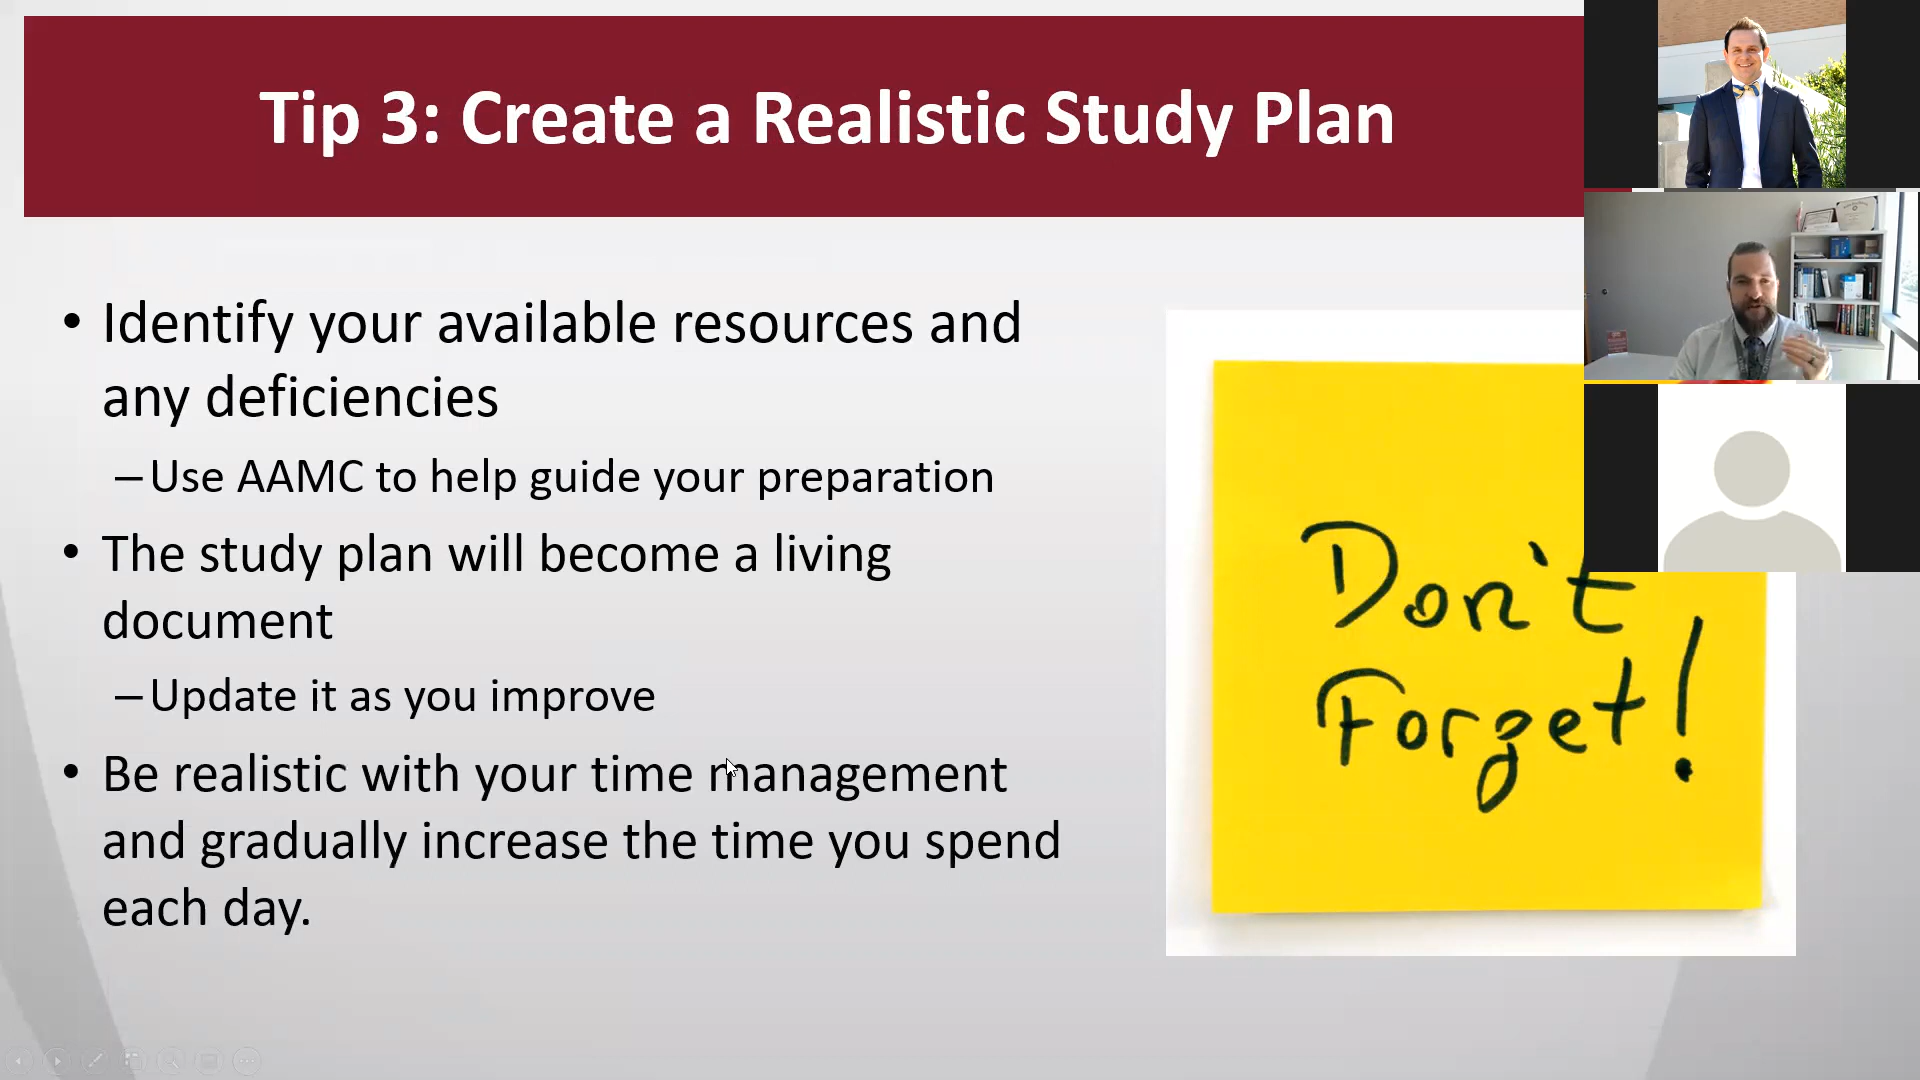 Tip 3: Create a Realistic Study Plan
• Identify your available resources and
any deficiencies
–Use AAMC to help guide your preparation
• The study plan will become a living
document
–Update it as you improve
• Be realistic with your time management
and gradually increase the time you spend
each day.
Don't
Forget!